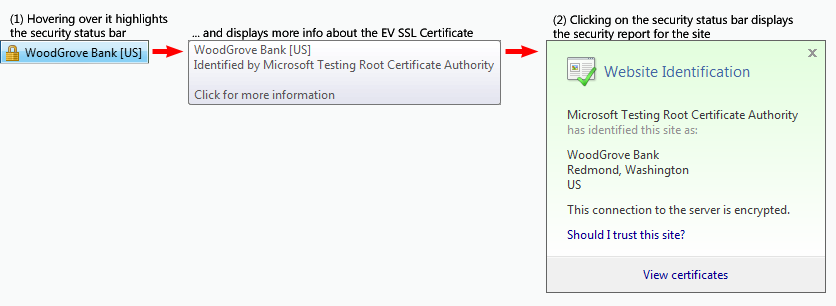 (1) Hovering over it highlights
the security status bar
WoodGrove Bank [US]
... and displays more info about the EV SSL Certificate
WoodGrove Bank [US]
Identified by Microsoft Testing Root Certificate Authority
Click for more information
(2) Clicking on the security status bar displays
the security report for the site
Website Identification
Microsoft Testing Root Certificate Authority
has identified this site as:
WoodGrove Bank
Redmond, Washington
US
This connection to the server is encrypted.
Should I trust this site?
View certificates